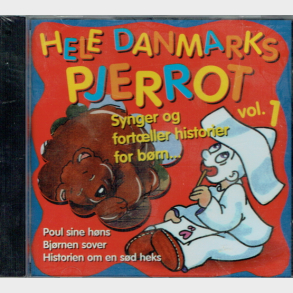 HELE DANMARKS
PJERROT
vol. 1
Synger og
fortæller historier
for børn...
Poul sine høns
Bjørnen sover
Historien om en sød heks